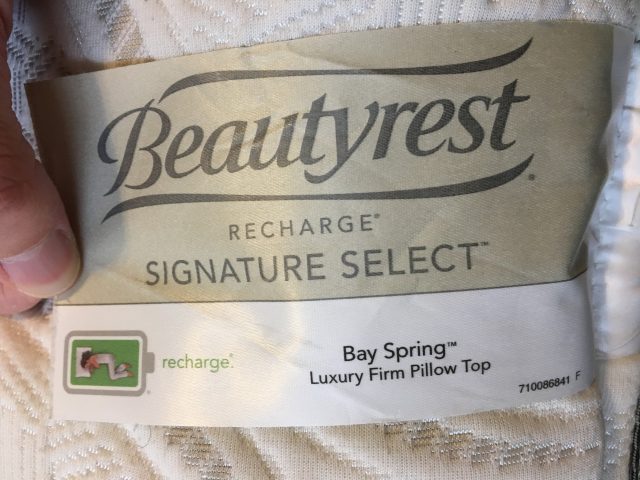 Beautyrest®
RECHARGE®
SIGNATURE SELECT™
recharge®
Bay Spring™
Luxury Firm Pillow Top
710086841 F